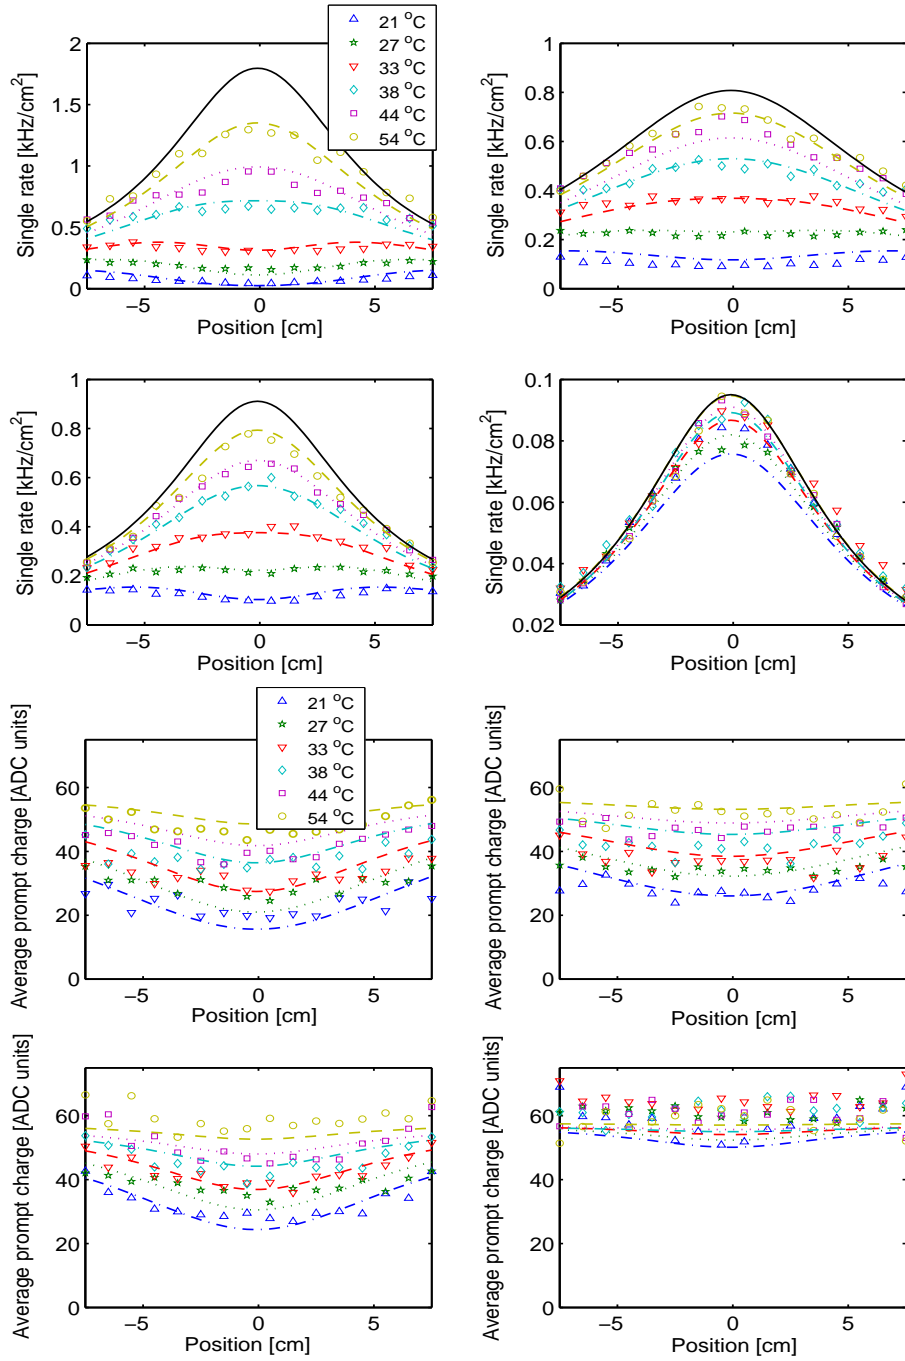 21 °C
27 °C
33 °C
38 °C
44 °C
54 °C
Single rate [kHz/cm²]
2
1.5
1
0.5
0
−5
0
5
Position [cm]
Single rate [kHz/cm²]
1
0.8
0.6
0.4
0.2
0
−5
0
5
Position [cm]
Single rate [kHz/cm²]
1
0.8
0.6
0.4
0.2
0
−5
0
5
Position [cm]
Single rate [kHz/cm²]
0.1
0.08
0.06
0.04
0.02
−5
0
5
Position [cm]
21 °C
27 °C
33 °C
38 °C
44 °C
54 °C
Average prompt charge [ADC units]
60
40
20
0
−5
0
5
Position [cm]
Average prompt charge [ADC units]
60
40
20
0
−5
0
5
Position [cm]
Average prompt charge [ADC units]
60
40
20
0
−5
0
5
Position [cm]
Average prompt charge [ADC units]
60
40
20
0
−5
0
5
Position [cm]